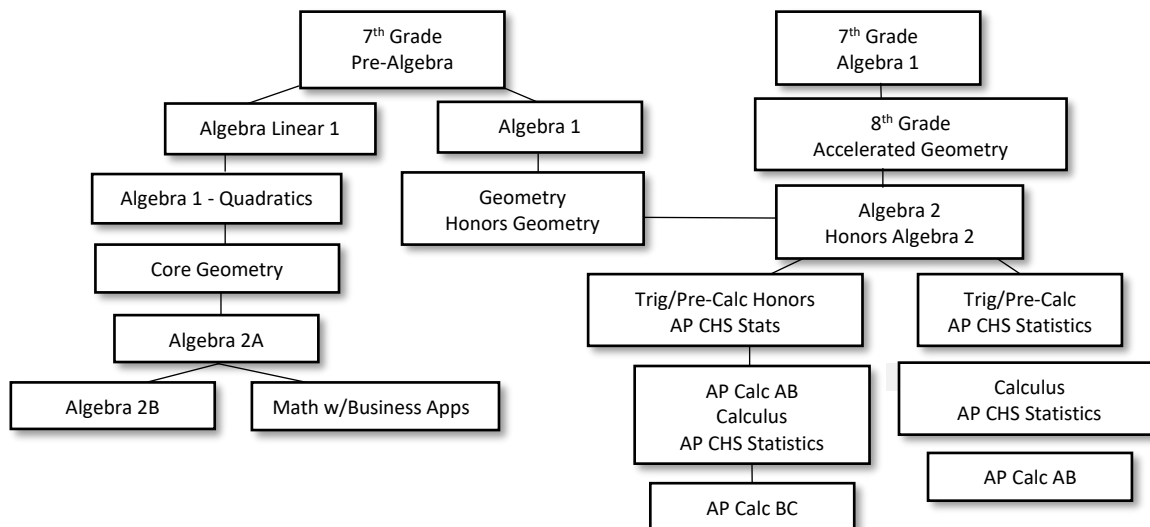 7th Grade
Pre-Algebra
7th Grade
Algebra 1
Algebra Linear 1
Algebra 1
8th Grade
Accelerated Geometry
Algebra 1 - Quadratics
Geometry
Honors Geometry
Algebra 2
Honors Algebra 2
Core Geometry
Trig/Pre-Calc Honors
AP CHS Stats
Trig/Pre-Calc
AP CHS Statistics
Algebra 2A
Algebra 2B
Math w/Business Apps
AP Calc AB
Calculus
AP CHS Statistics
Calculus
AP CHS Statistics
AP Calc BC
AP Calc AB